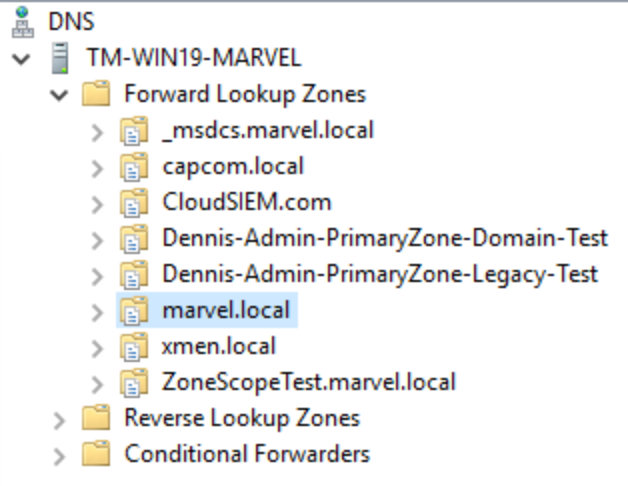 DNS
TM-WIN19-MARVEL
Forward Lookup Zones
_msdcs.marvel.local
capcom.local
CloudSIEM.com
Dennis-Admin-PrimaryZone-Domain-Test
Dennis-Admin-PrimaryZone-Legacy-Test
marvel.local
xmen.local
ZoneScopeTest.marvel.local
Reverse Lookup Zones
Conditional Forwarders